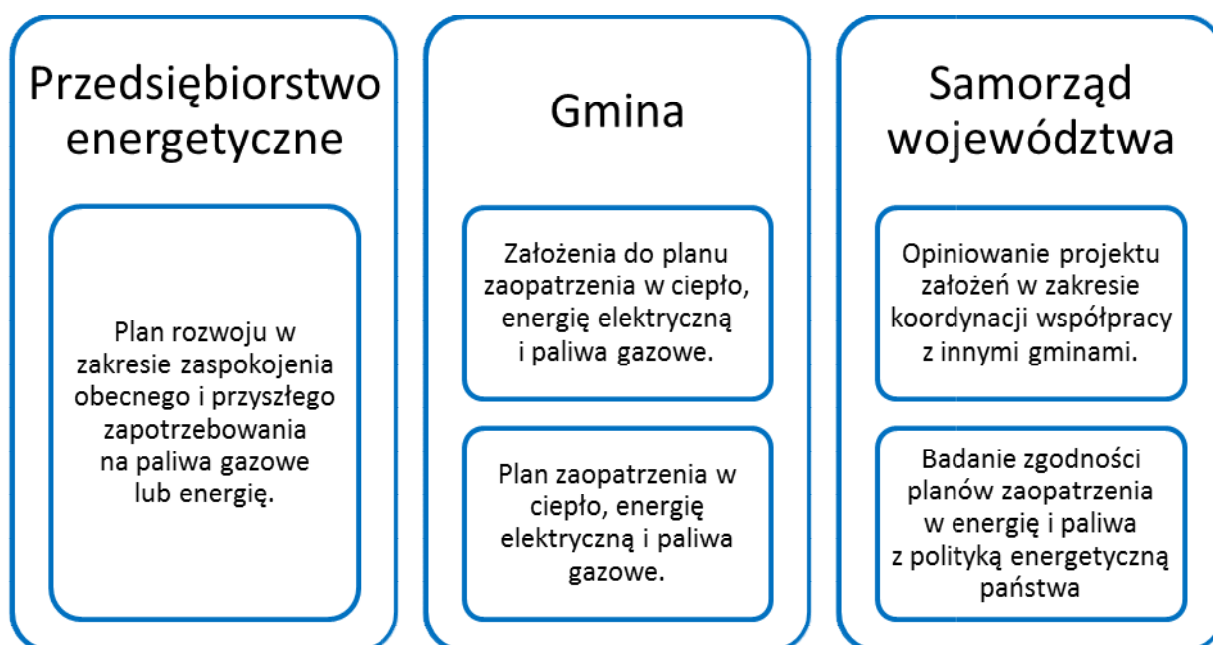 Przedsiębiorstwo
energetyczne
Plan rozwoju w
zakresie zaspokojenia
obecnego i przyszłego
zapotrzebowania
na paliwa gazowe
lub energię.
Gmina
Założenia do planu
zaopatrzenia w ciepło,
energię elektryczną
i paliwa gazowe.
Plan zaopatrzenia w
ciepło, energię
elektryczną i paliwa
gazowe.
Samorząd
województwa
Opiniowanie projektu
założeń w zakresie
koordynacji współpracy
z innymi gminami.
Badanie zgodności
planów zaopatrzenia
w energię i paliwa
z polityką energetyczną
państwa